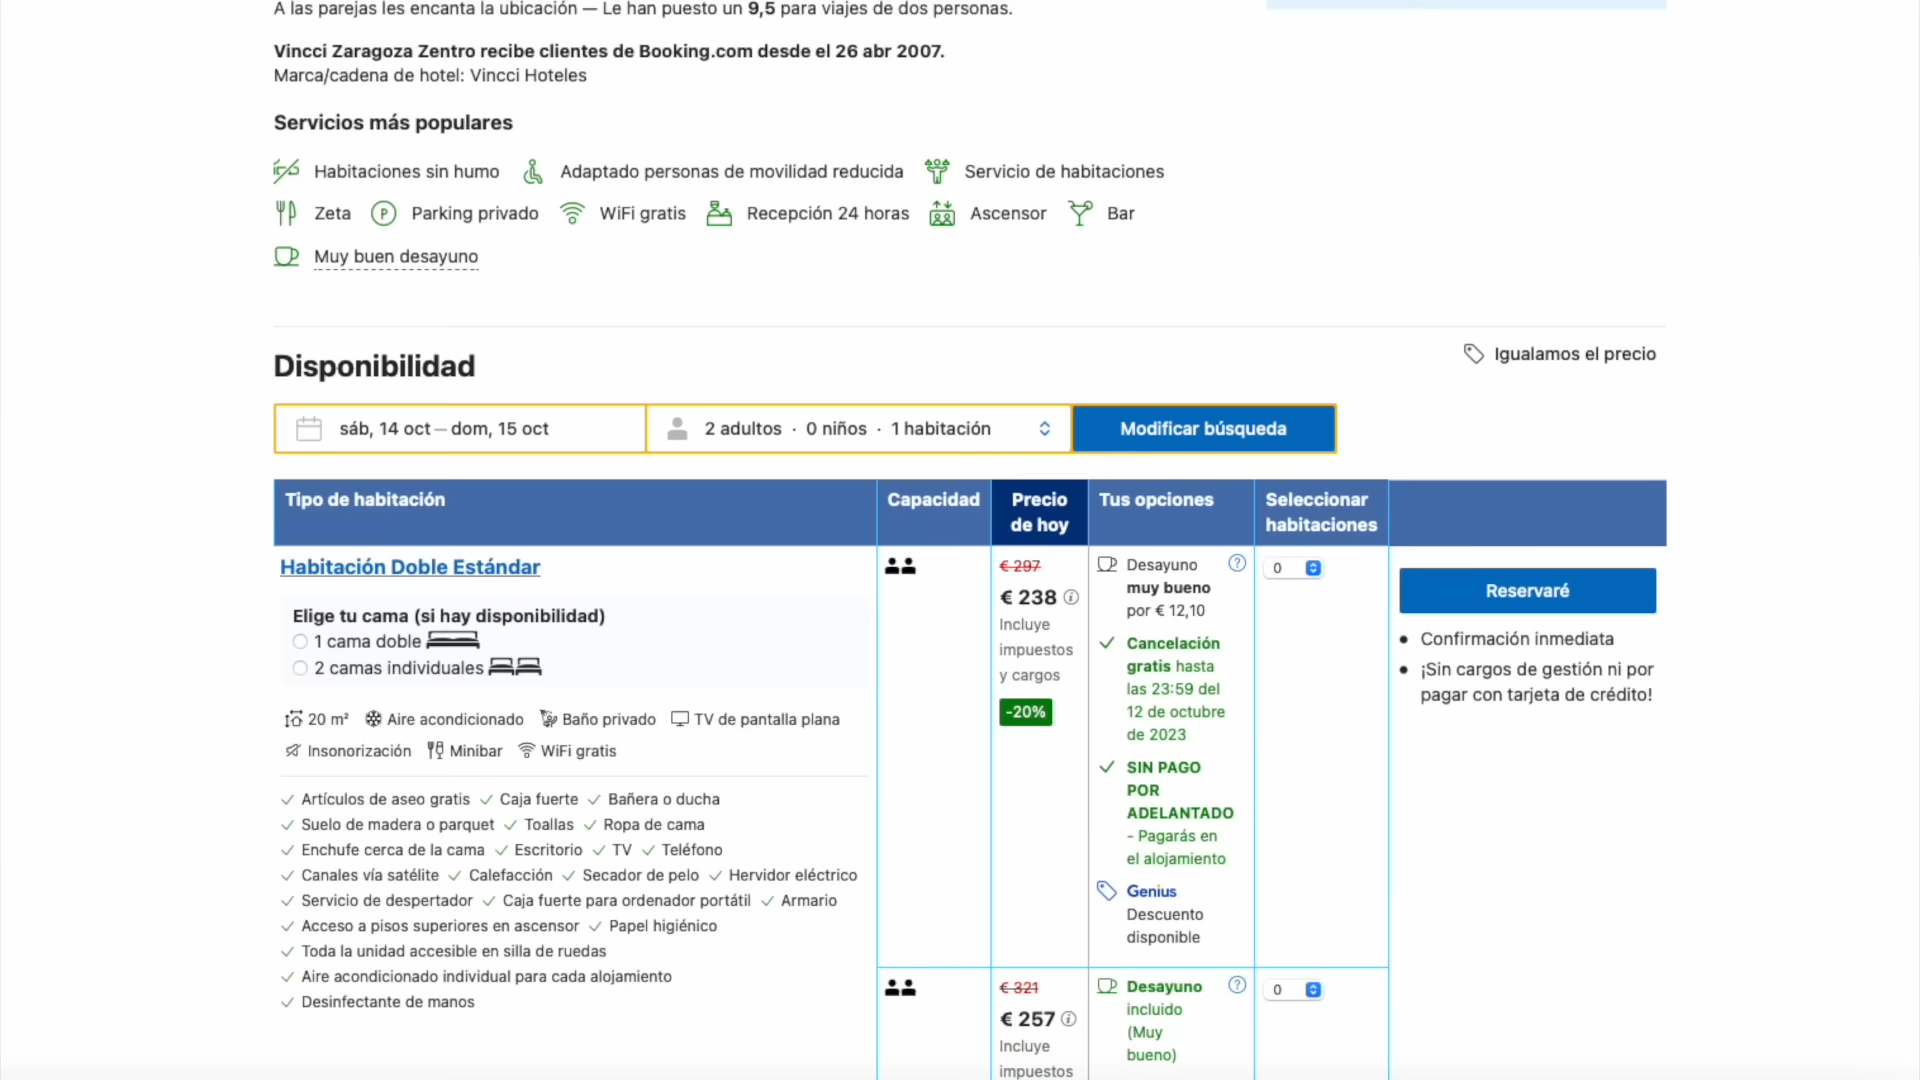 A las parejas les encanta la ubicación — Le han puesto un 9,5 para viajes de dos personas.
Vincci Zaragoza Zentro recibe clientes de Booking.com desde el 26 abr 2007.
Marca/cadena de hotel: Vincci Hoteles
Servicios más populares
Habitaciones sin humo Adaptado personas de movilidad reducida Servicio de habitaciones
Zeta P Parking privado WiFi gratis Recepción 24 horas Ascensor Bar
Muy buen desayuno
Disponibilidad
Igualamos el precio
sáb, 14 oct — dom, 15 oct
2 adultos · 0 niños · 1 habitación
Modificar búsqueda
Tipo de habitación
Capacidad
Precio
de hoy
Tus opciones
Seleccionar
habitaciones
Habitación Doble Estándar
Elige tu cama (si hay disponibilidad)
1 cama doble
2 camas individuales
20 m² Aire acondicionado Baño privado TV de pantalla plana
Insonorización Minibar WiFi gratis
Artículos de aseo gratis Caja fuerte Bañera o ducha
Suelo de madera o parquet Toallas Ropa de cama
Enchufe cerca de la cama Escritorio TV Teléfono
Canales vía satélite Calefacción Secador de pelo Hervidor eléctrico
Servicio de despertador Caja fuerte para ordenador portátil Armario
Acceso a pisos superiores en ascensor Papel higiénico
Toda la unidad accesible en silla de ruedas
Aire acondicionado individual para cada alojamiento
Desinfectante de manos
€ 297
€ 238
Incluye
impuestos
y cargos
-20%
Desayuno
muy bueno
por € 12,10
Cancelación
gratis hasta
las 23:59 del
12 de octubre
de 2023
SIN PAGO
POR
ADELANTADO
- Pagarás en
el alojamiento
Genius
Descuento
disponible
?
0
Reservaré
• Confirmación inmediata
• ¡Sin cargos de gestión ni por
pagar con tarjeta de crédito!
€ 321
€ 257
Incluye
impuestos
Desayuno
incluido
(Muy
bueno)
?
0